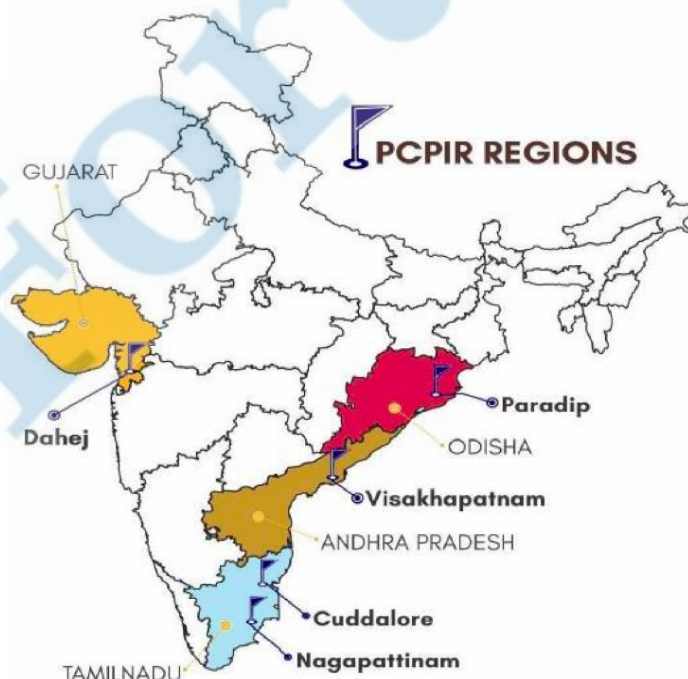 PCPIR REGIONS
GUJARAT
Dahej
Paradip
ODISHA
Visakhapatnam
ANDHRA PRADESH
Cuddalore
Nagapattinam
TAMILNADU